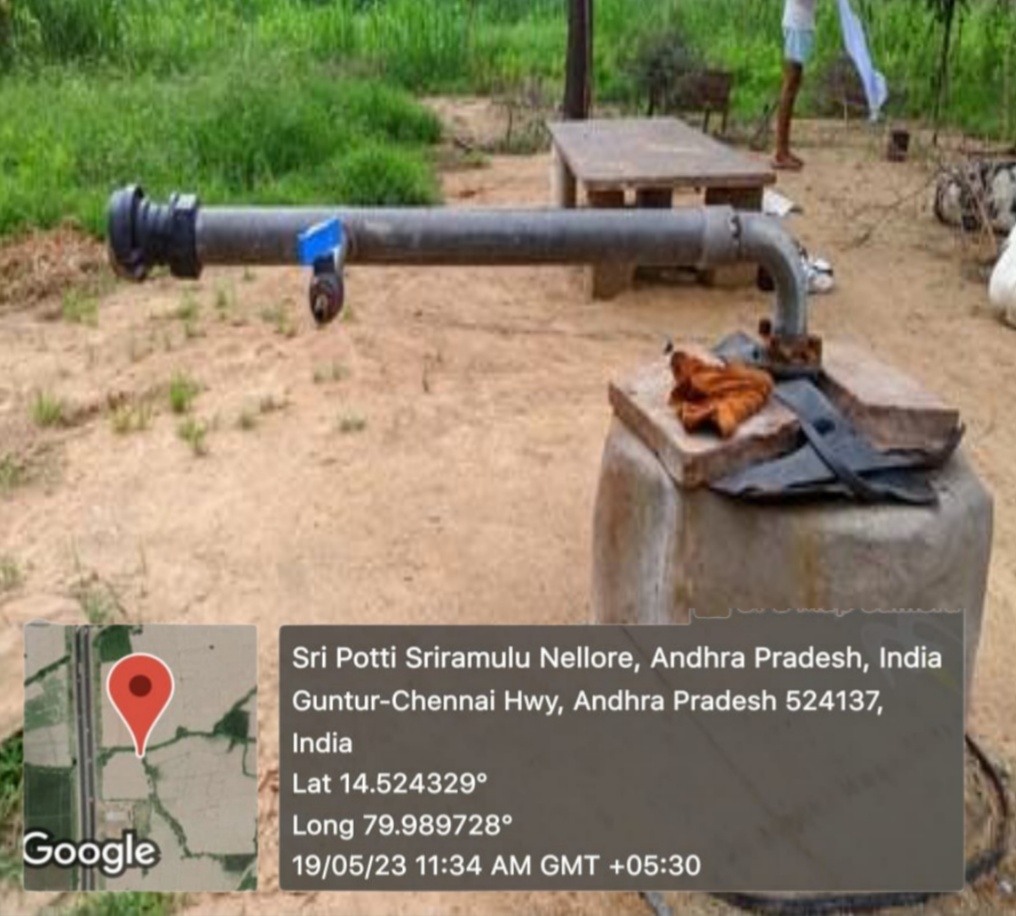 Sri Potti Sriramulu Nellore, Andhra Pradesh, India
Guntur-Chennai Hwy, Andhra Pradesh 524137,
India
Lat 14.524329°
Long 79.989728°
19/05/23 11:34 AM GMT +05:30
Google